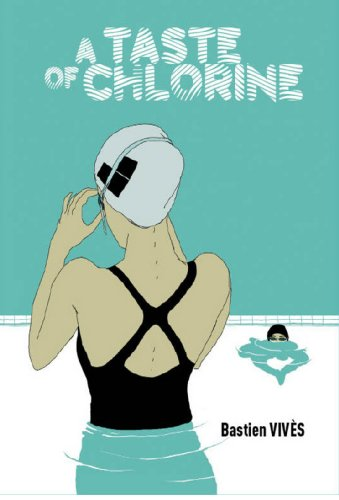 A TASTE
OF CHLORINE
Bastien VIVÈS